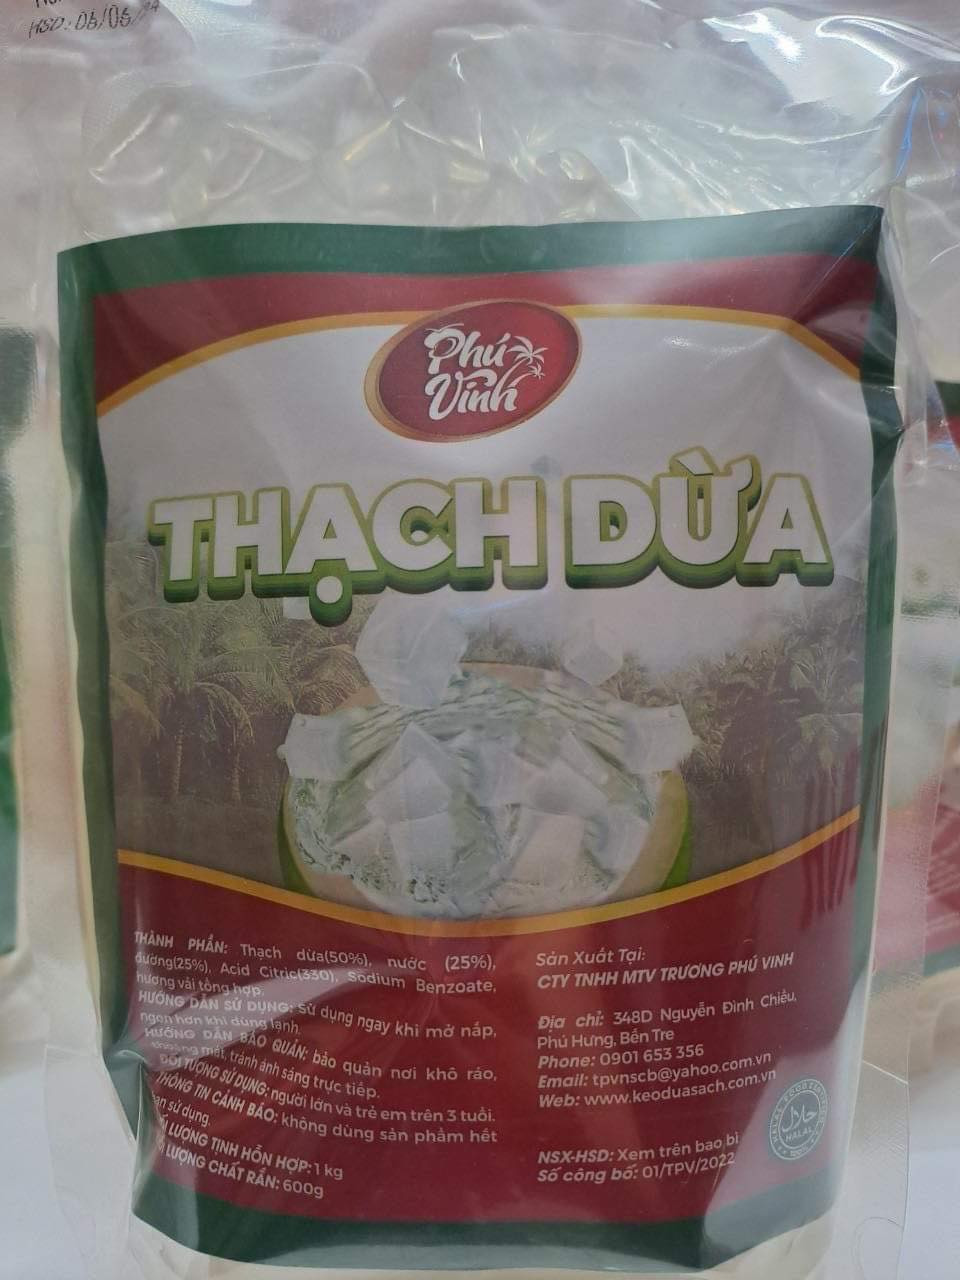 HSD: 06/06/24
Phú
Vinh
THẠCH DỪA
THÀNH PHẦN: Thạch dừa(50%), nước (25%),
đường(25%), Acid Citric(330), Sodium Benzoate,
hương vải tổng hợp.
HƯỚNG DẪN SỬ DỤNG: Sử dụng ngay khi mở nắp,
ngon hơn khi dùng lạnh.
HƯỚNG DẪN BẢO QUẢN: bảo quản nơi khô ráo,
mát, tránh ánh sáng trực tiếp.
ĐỐI TƯỢNG SỬ DỤNG: người lớn và trẻ em trên 3 tuổi.
THÔNG TIN CẢNH BÁO: không dùng sản phẩm hết
sử dụng.
LƯỢNG TỊNH HỖN HỢP: 1 kg
LƯỢNG CHẤT RẮN: 600g
Sản Xuất Tại:
CTY TNHH MTV TRƯƠNG PHÚ VINH
Địa chỉ: 348D Nguyễn Đình Chiểu,
Phú Hưng, Bến Tre
Phone: 0901 653 356
Email: tpvnscb@yahoo.com.vn
Web: www.keoduasach.com.vn
NSX-HSD: Xem trên bao bì
Số công bố: 01/TPV/2022
حلال
HALAL
100%